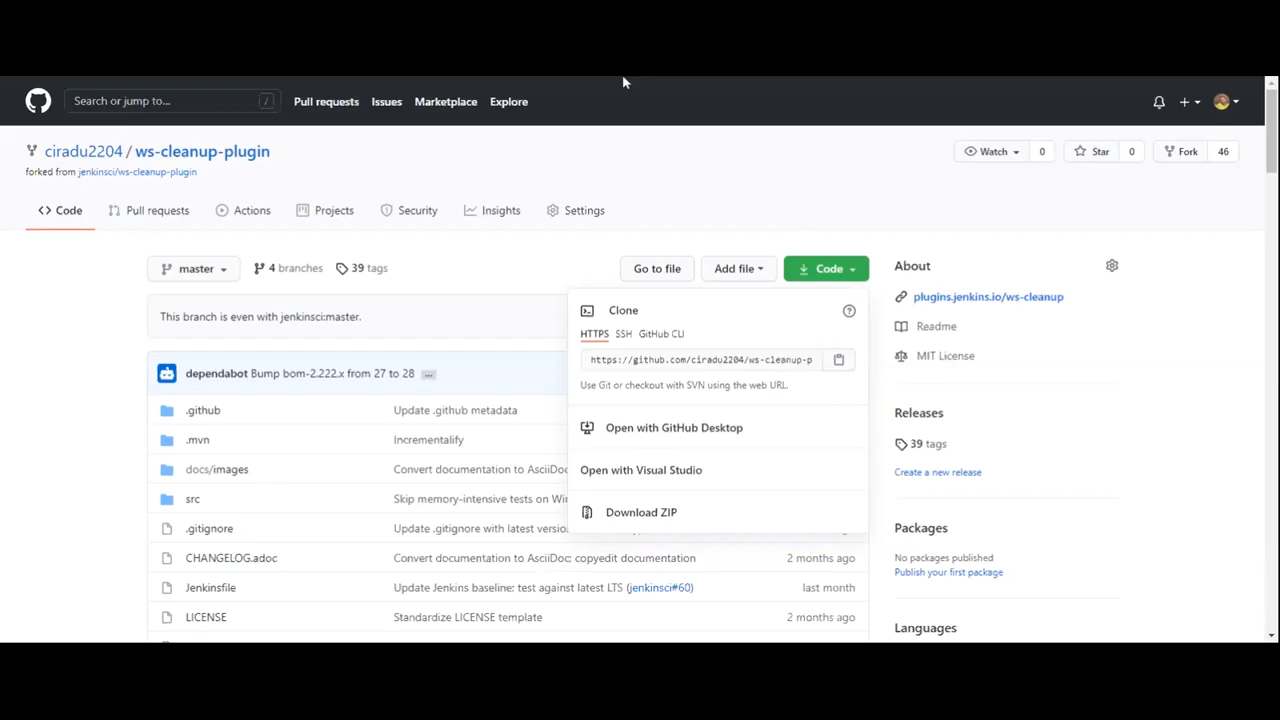 Search or jump to... / Pull requests Issues Marketplace Explore
ciradu2204 / ws-cleanup-plugin
Watch 0 Star 0 Fork 46
forked from jenkinsci/ws-cleanup-plugin
Code Pull requests Actions Projects Security Insights Settings
master 4 branches 39 tags Go to file Add file Code
This branch is even with jenkinsci:master.
dependabot Bump bom-2.222.x from 27 to 28 ...
.github Update .github metadata
.mvn Incrementalify
docs/images Convert documentation to AsciiDoc
src Skip memory-intensive tests on
.gitignore Update .gitignore with latest
CHANGELOG.adoc Convert documentation to AsciiDoc; copyedit documentation 2 months ago
Jenkinsfile Update Jenkins baseline; test against latest LTS (jenkinsci#60) last month
LICENSE Standardize LICENSE template 2 months ago
Clone
HTTPS SSH GitHub CLI
https://github.com/ciradu2204/ws-cleanup-p
Use Git or checkout with SVN using the web URL.
Open with GitHub Desktop
Open with Visual Studio
Download ZIP
About
plugins.jenkins.io/ws-cleanup
Readme
MIT License
Releases
39 tags
Create a new release
Packages
No packages published
Publish your first package
Languages